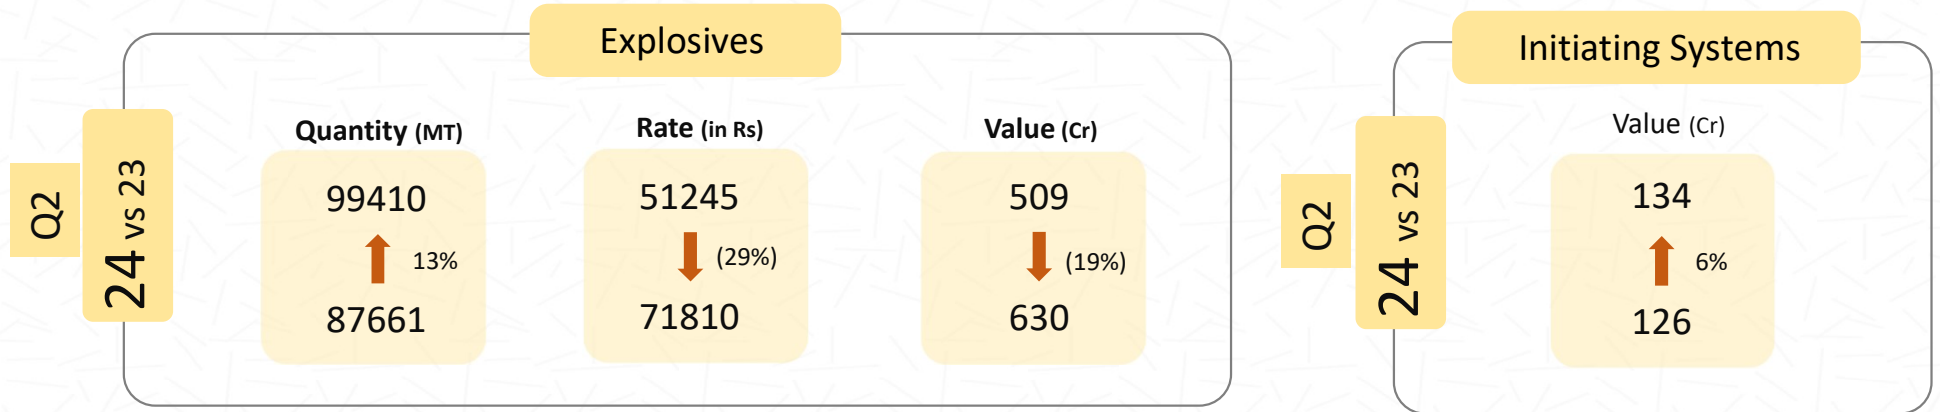 Explosives
Q2
24 vs 23
Quantity (MT)
99410
13%
87661
Rate (in Rs)
51245
(29%)
71810
Value (Cr)
509
(19%)
630
Initiating Systems
Q2
24 vs 23
Value (Cr)
134
6%
126